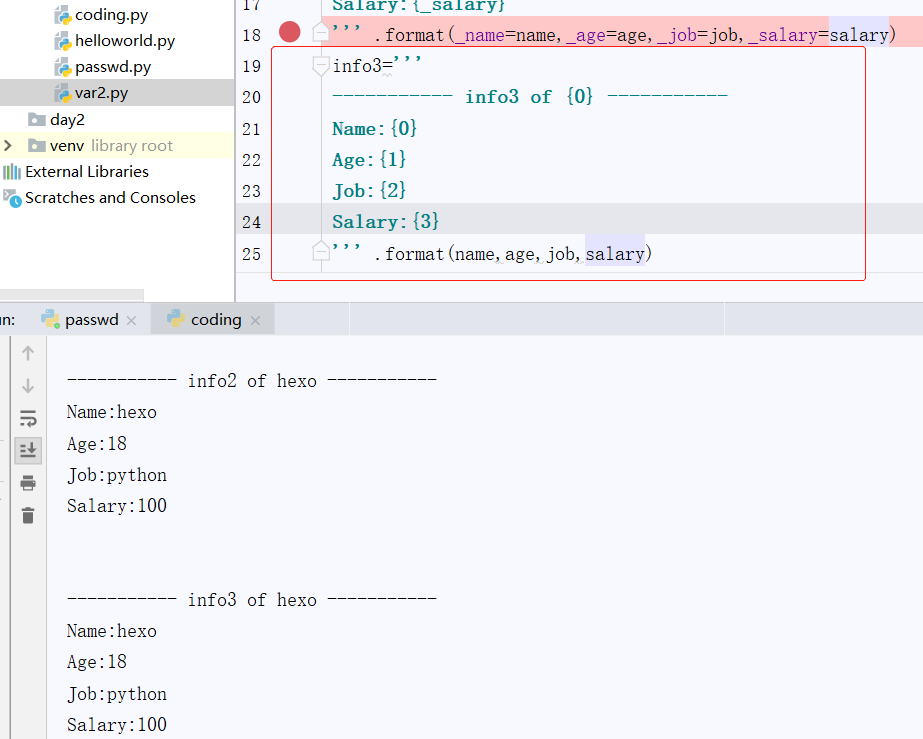 coding.py
helloworld.py
passwd.py
var2.py
day2
venv library root
External Libraries
Scratches and Consoles
17 Salary:{_salary}
18 ''' .format(_name=name,_age=age,_job=job,_salary=salary)
19 info3='''
20 ----------- info3 of {0} -----------
21 Name:{0}
22 Age:{1}
23 Job:{2}
24 Salary:{3}
25 ''' .format(name,age,job,salary)
un: passwd × coding ×
----------- info2 of hexo -----------
Name:hexo
Age:18
Job:python
Salary:100
----------- info3 of hexo -----------
Name:hexo
Age:18
Job:python
Salary:100